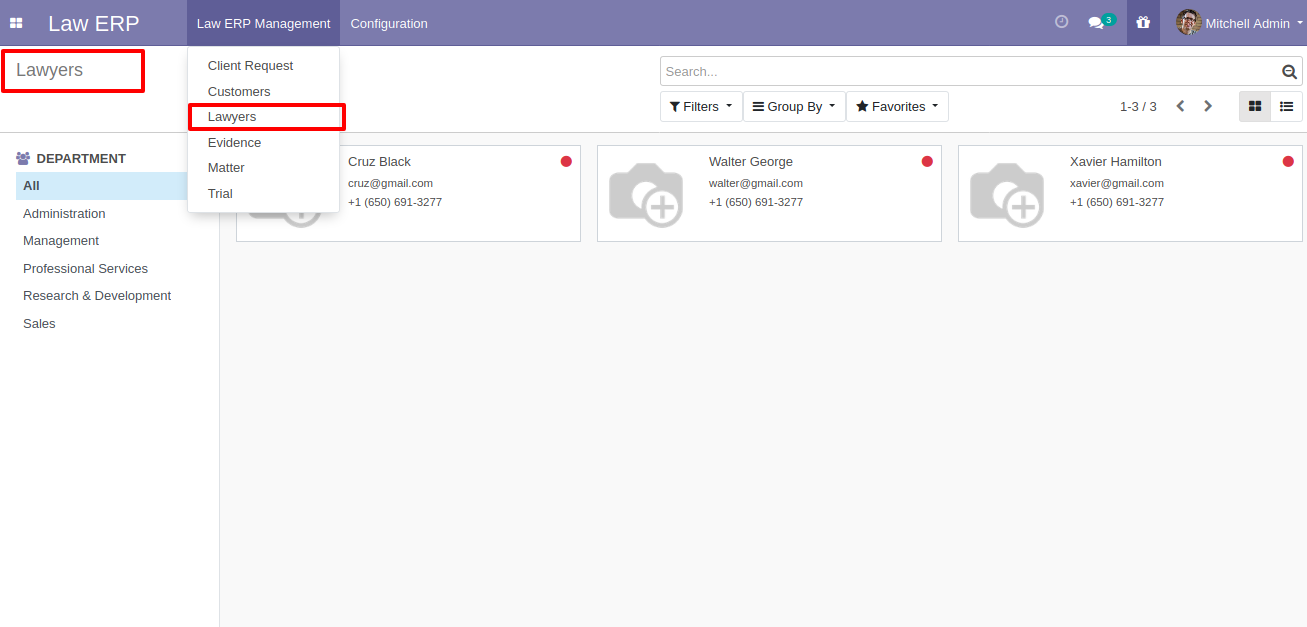 Law ERP
Law ERP Management
Configuration
3
Mitchell Admin
Lawyers
Client Request
Customers
Lawyers
Evidence
Matter
Trial
Search...
Filters
Group By
Favorites
1-3 / 3
DEPARTMENT
All
Administration
Management
Professional Services
Research & Development
Sales
Cruz Black
cruz@gmail.com
+1 (650) 691-3277
Walter George
walter@gmail.com
+1 (650) 691-3277
Xavier Hamilton
xavier@gmail.com
+1 (650) 691-3277